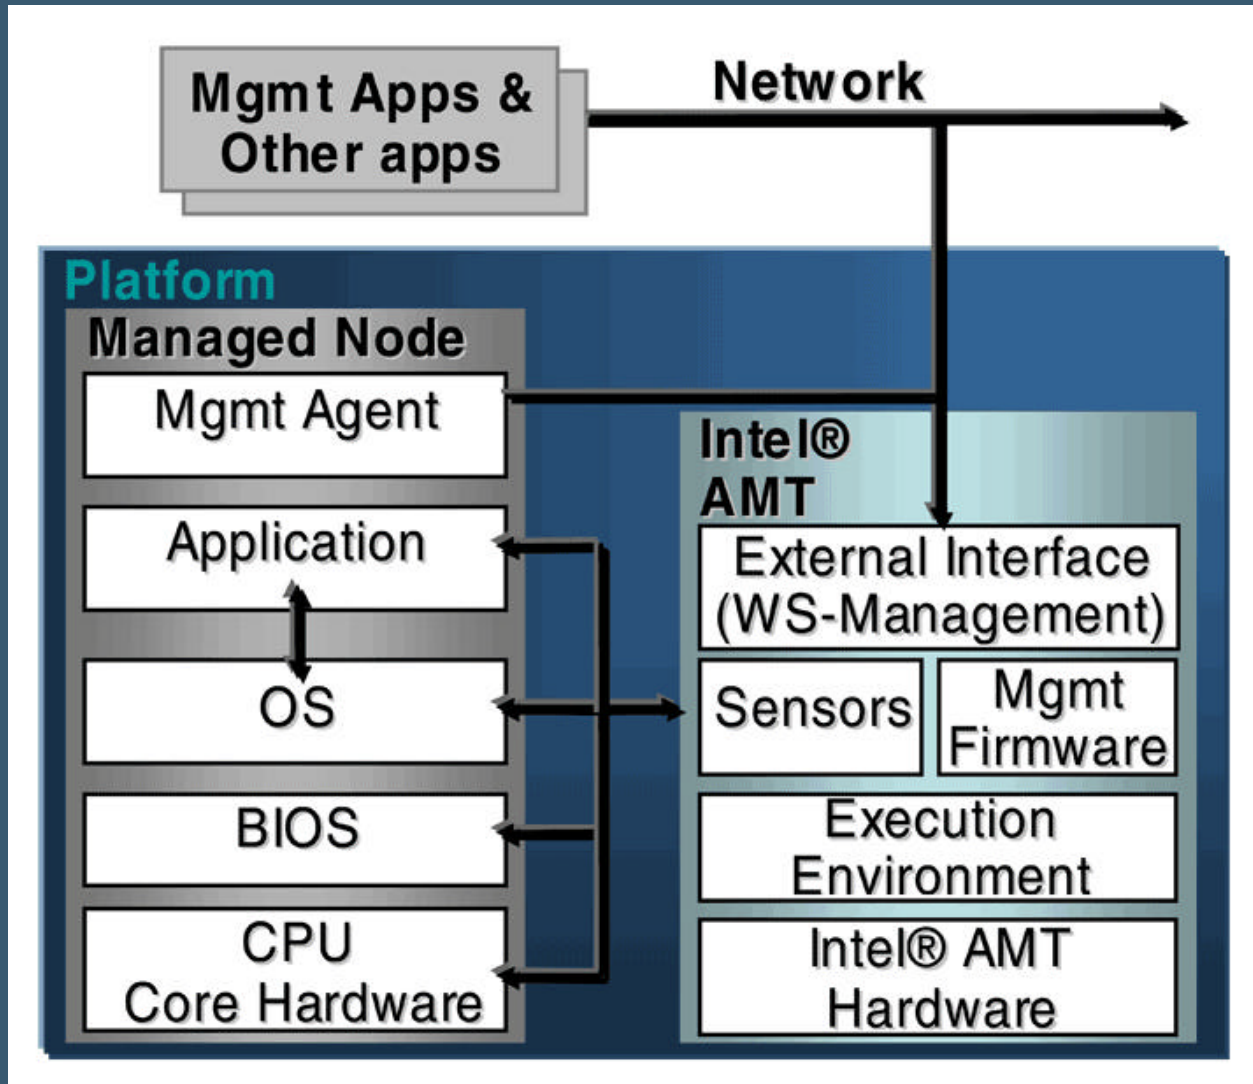 Mgmt Apps &
Other apps
Network
Platform
Managed Node
Mgmt Agent
Application
OS
BIOS
CPU
Core Hardware
Intel®
AMT
External Interface
(WS-Management)
Sensors
Mgmt
Firmware
Execution
Environment
Intel® AMT
Hardware